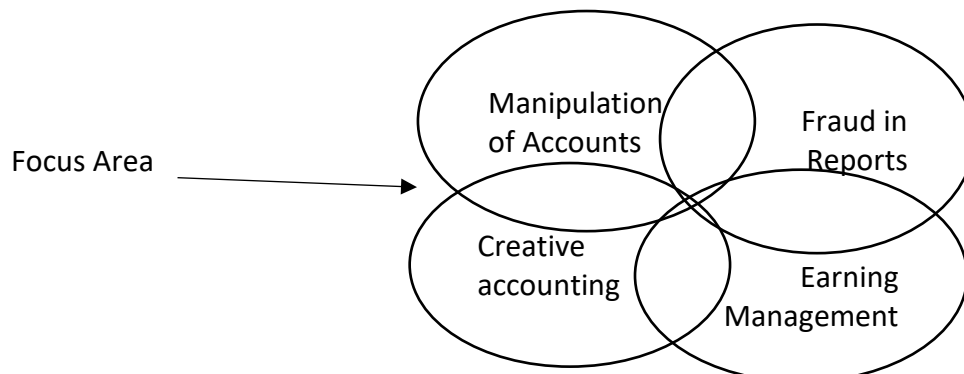 Manipulation
of Accounts
Fraud in
Reports
Focus Area
Creative
accounting
Earning
Management